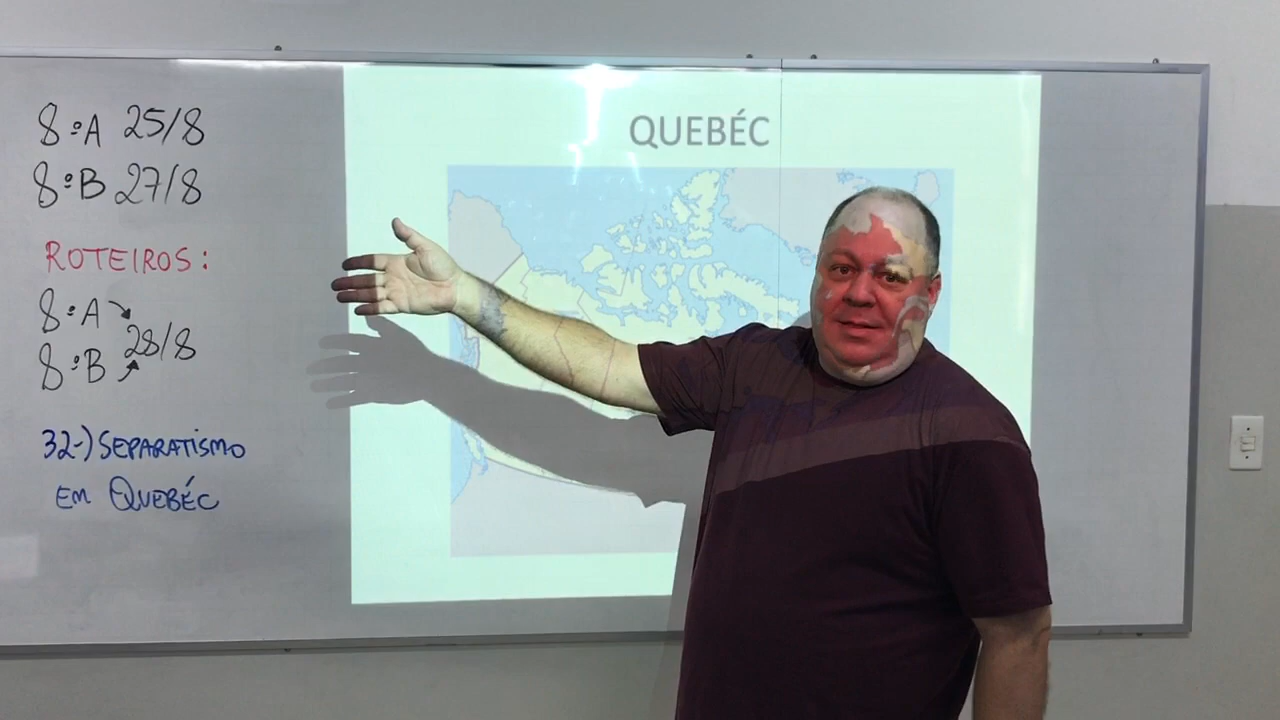 8ºA 25/8
8ºB 27/8
ROTEIROS:
8ºA
28/8
8ºB
32-) SEPARATISMO
EM QUEBÉC
QUEBÉC